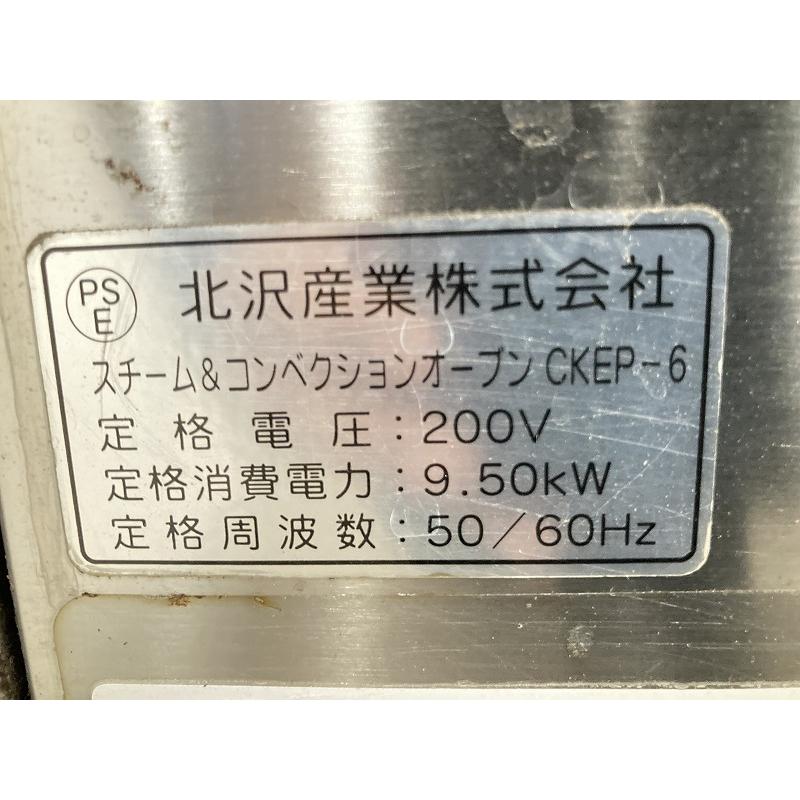 PS
E
北沢産業株式会社
スチーム&コンベクションオーブン CKEP-6
定格電圧:200V
定格消費電力:9.50kW
定格周波数:50/60Hz